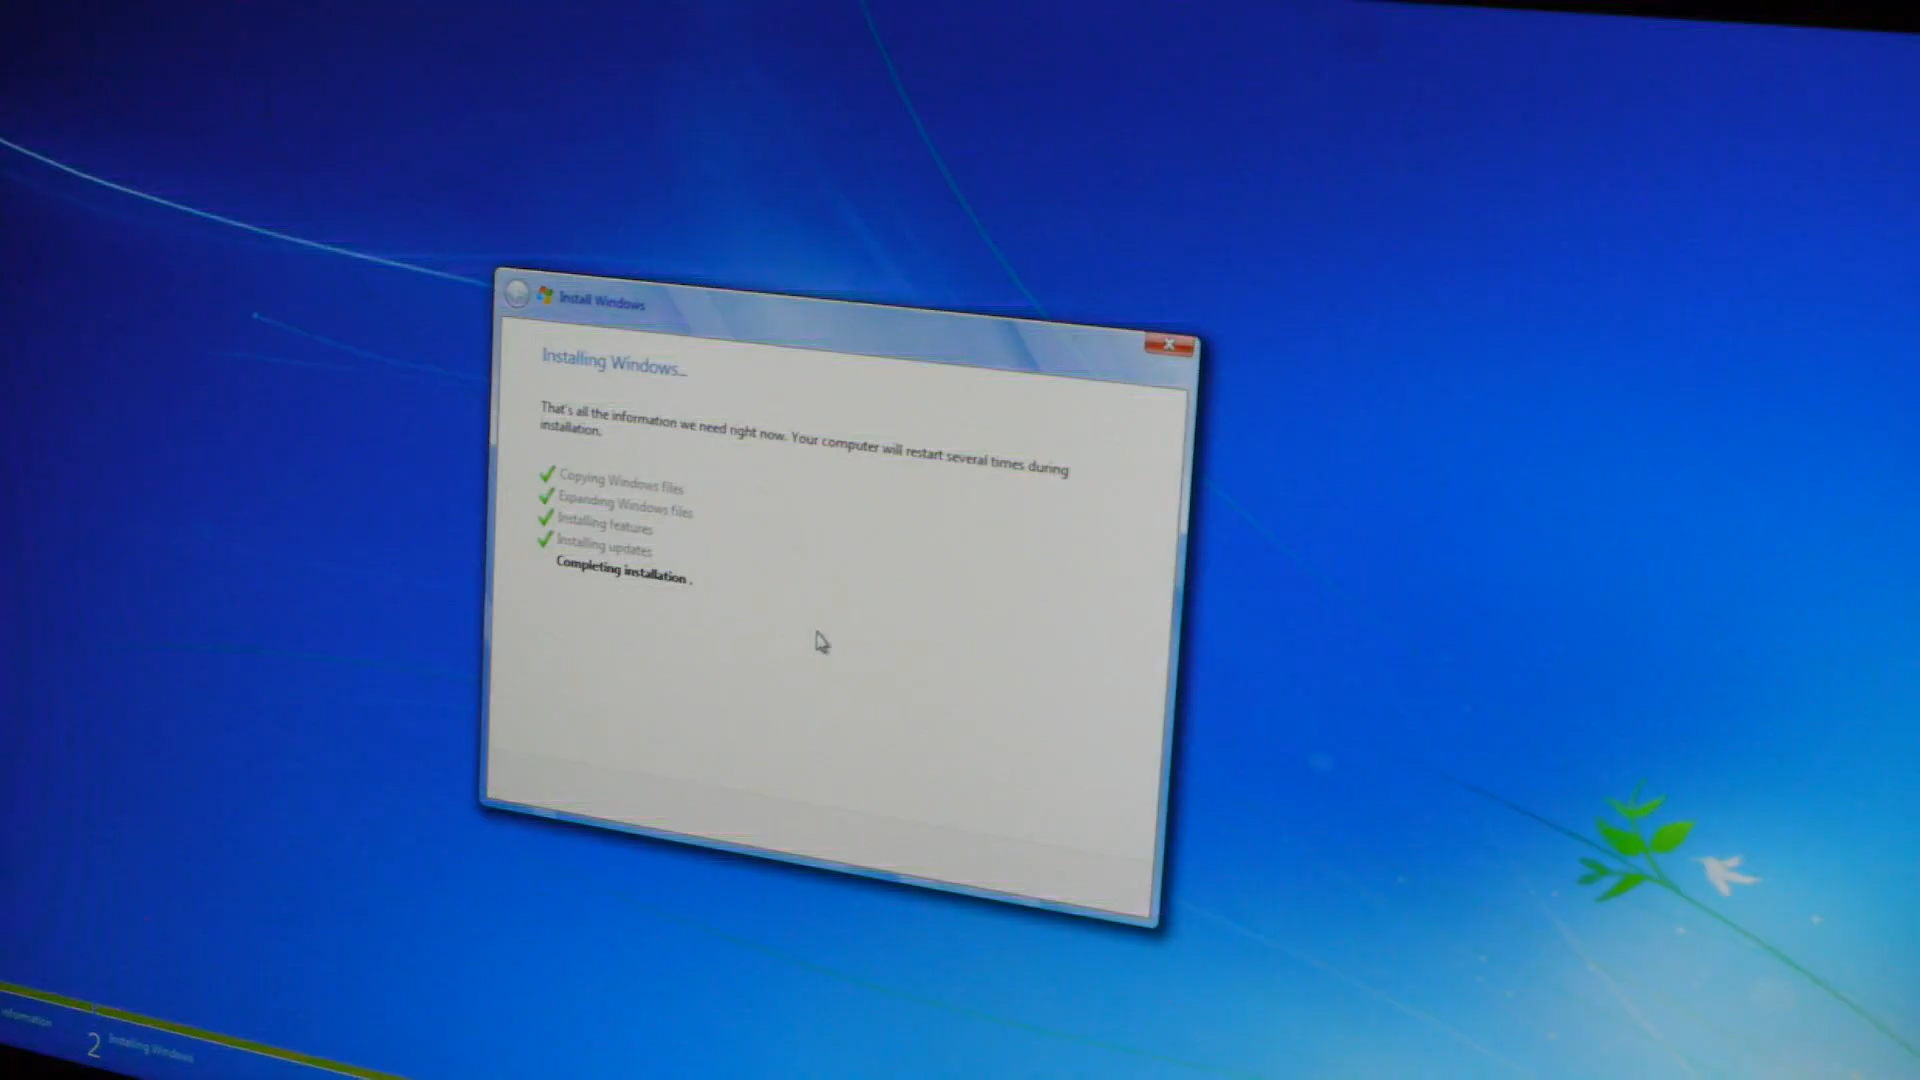 Install Windows
Installing Windows...
That's all the information we need right now. Your computer will restart several times during
installation.
Copying Windows files
Expanding Windows files
Installing features
Installing updates
Completing installation .
information
2 Installing Windows